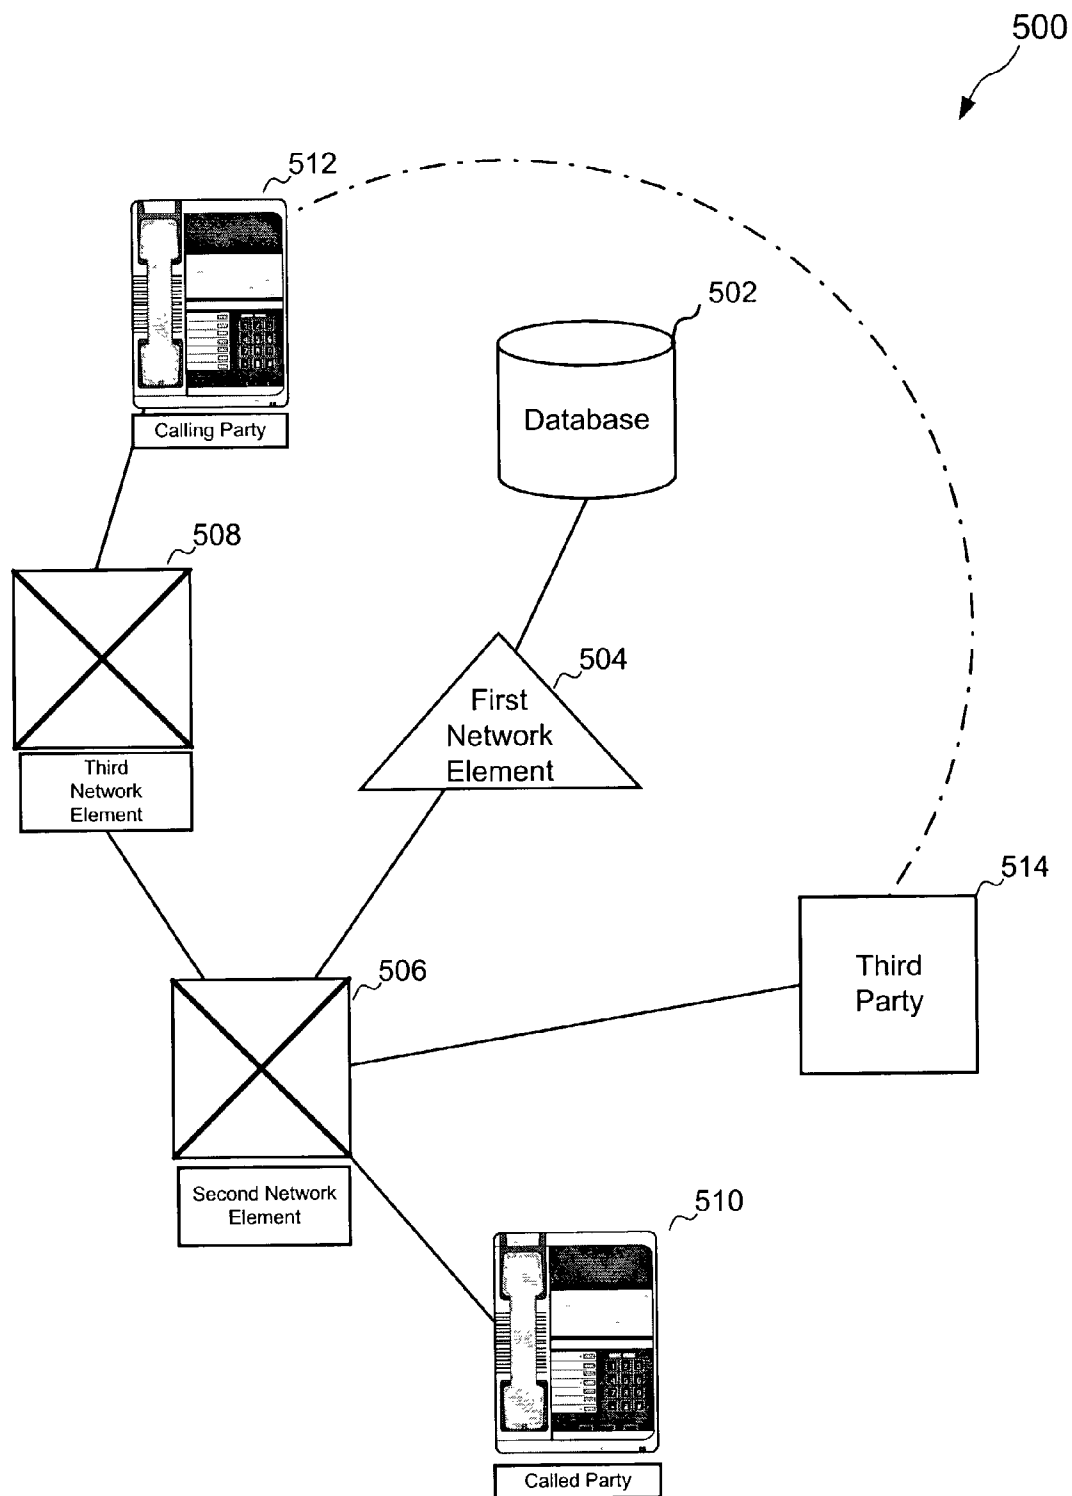 500
512
Calling Party
502
Database
508
Third
Network
Element
504
First
Network
Element
514
Third
Party
506
Second Network
Element
510
Called Party